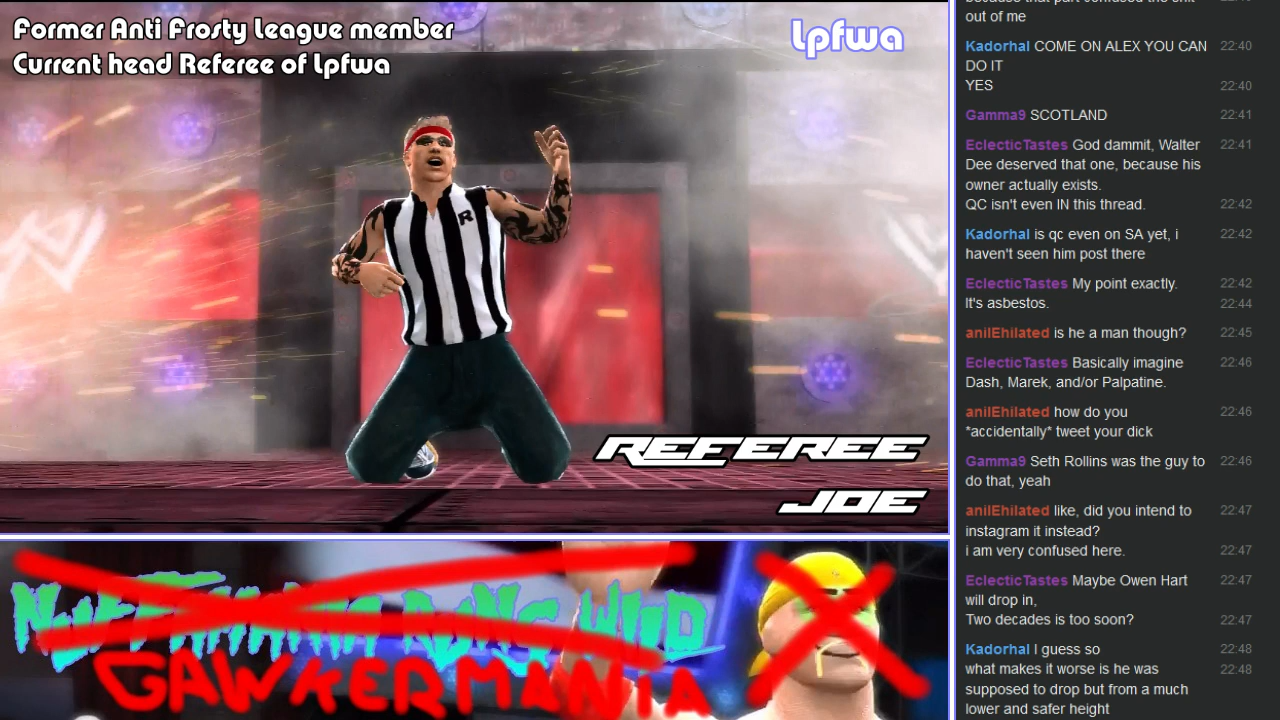 Former Anti Frosty League member
Current head Referee of Lpfwa
Lpfwa
R
REFEREE
JOE
RUNS WILD
GAWKERMANIA
because that part confused the shit
out of me
Kadorhal COME ON ALEX YOU CAN 22:40
DO IT
YES 22:40
Gamma9 SCOTLAND 22:41
EclecticTastes God dammit, Walter 22:41
Dee deserved that one, because his
owner actually exists.
QC isn't even IN this thread. 22:42
Kadorhal is qc even on SA yet, i 22:42
haven't seen him post there
EclecticTastes My point exactly. 22:42
It's asbestos. 22:44
anilEhilated is he a man though? 22:45
EclecticTastes Basically imagine 22:46
Dash, Marek, and/or Palpatine.
anilEhilated how do you 22:46
*accidentally* tweet your dick
Gamma9 Seth Rollins was the guy to 22:46
do that, yeah
anilEhilated like, did you intend to 22:47
instagram it instead?
i am very confused here. 22:47
EclecticTastes Maybe Owen Hart 22:47
will drop in,
Two decades is too soon? 22:47
Kadorhal I guess so 22:48
what makes it worse is he was 22:48
supposed to drop but from a much
lower and safer height